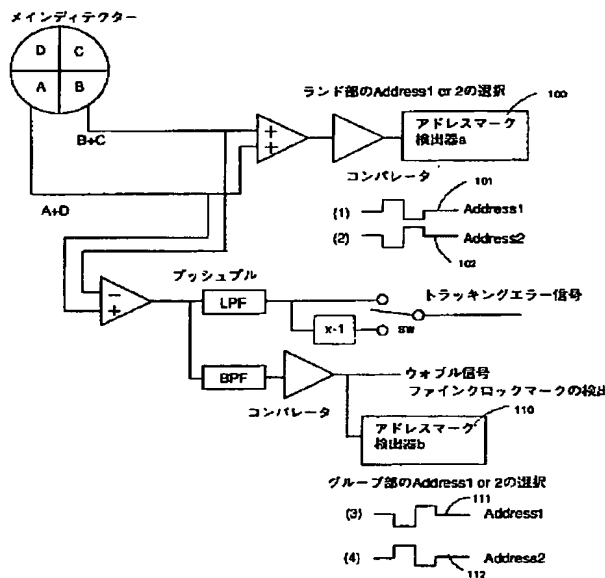 メインディテクター
D C
A B
B+C
A+D
ランド部のAddress1 or 2の選択
100
アドレスマーク
検出器a
+
+
コンパレータ
101
(1) Address1
(2) Address2
102
プッシュプル
−
+
LPF
x-1
sw
トラッキングエラー信号
BPF
コンパレータ
ウォブル信号
ファインクロックマークの検出
110
アドレスマーク
検出器b
グルーブ部のAddress1 or 2の選択
111
(3) Address1
(4) Address2
112